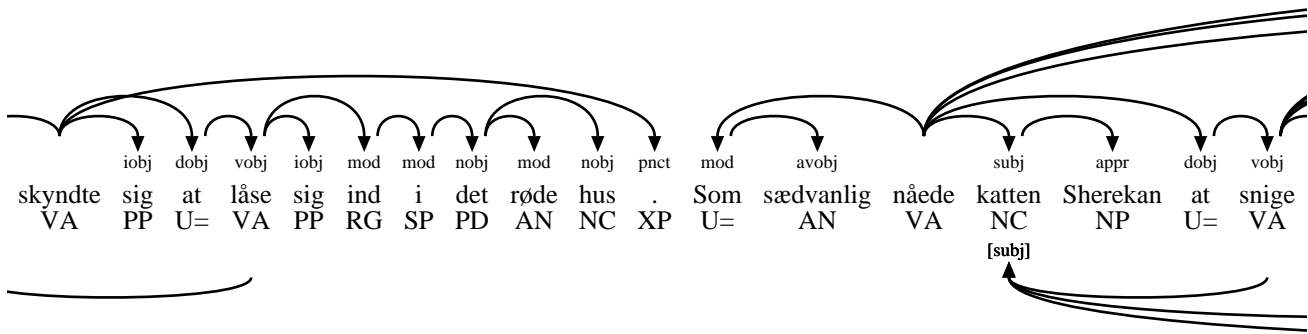 iobj dobj vobj iobj mod mod nobj mod nobj pnct mod avobj subj appr dobj vobj
skyndte sig at låse sig ind i det røde hus . Som sædvanlig nåede katten Sherekan at snige
VA PP U= VA PP RG SP PD AN NC XP U= AN VA NC NP U= VA
[subj]